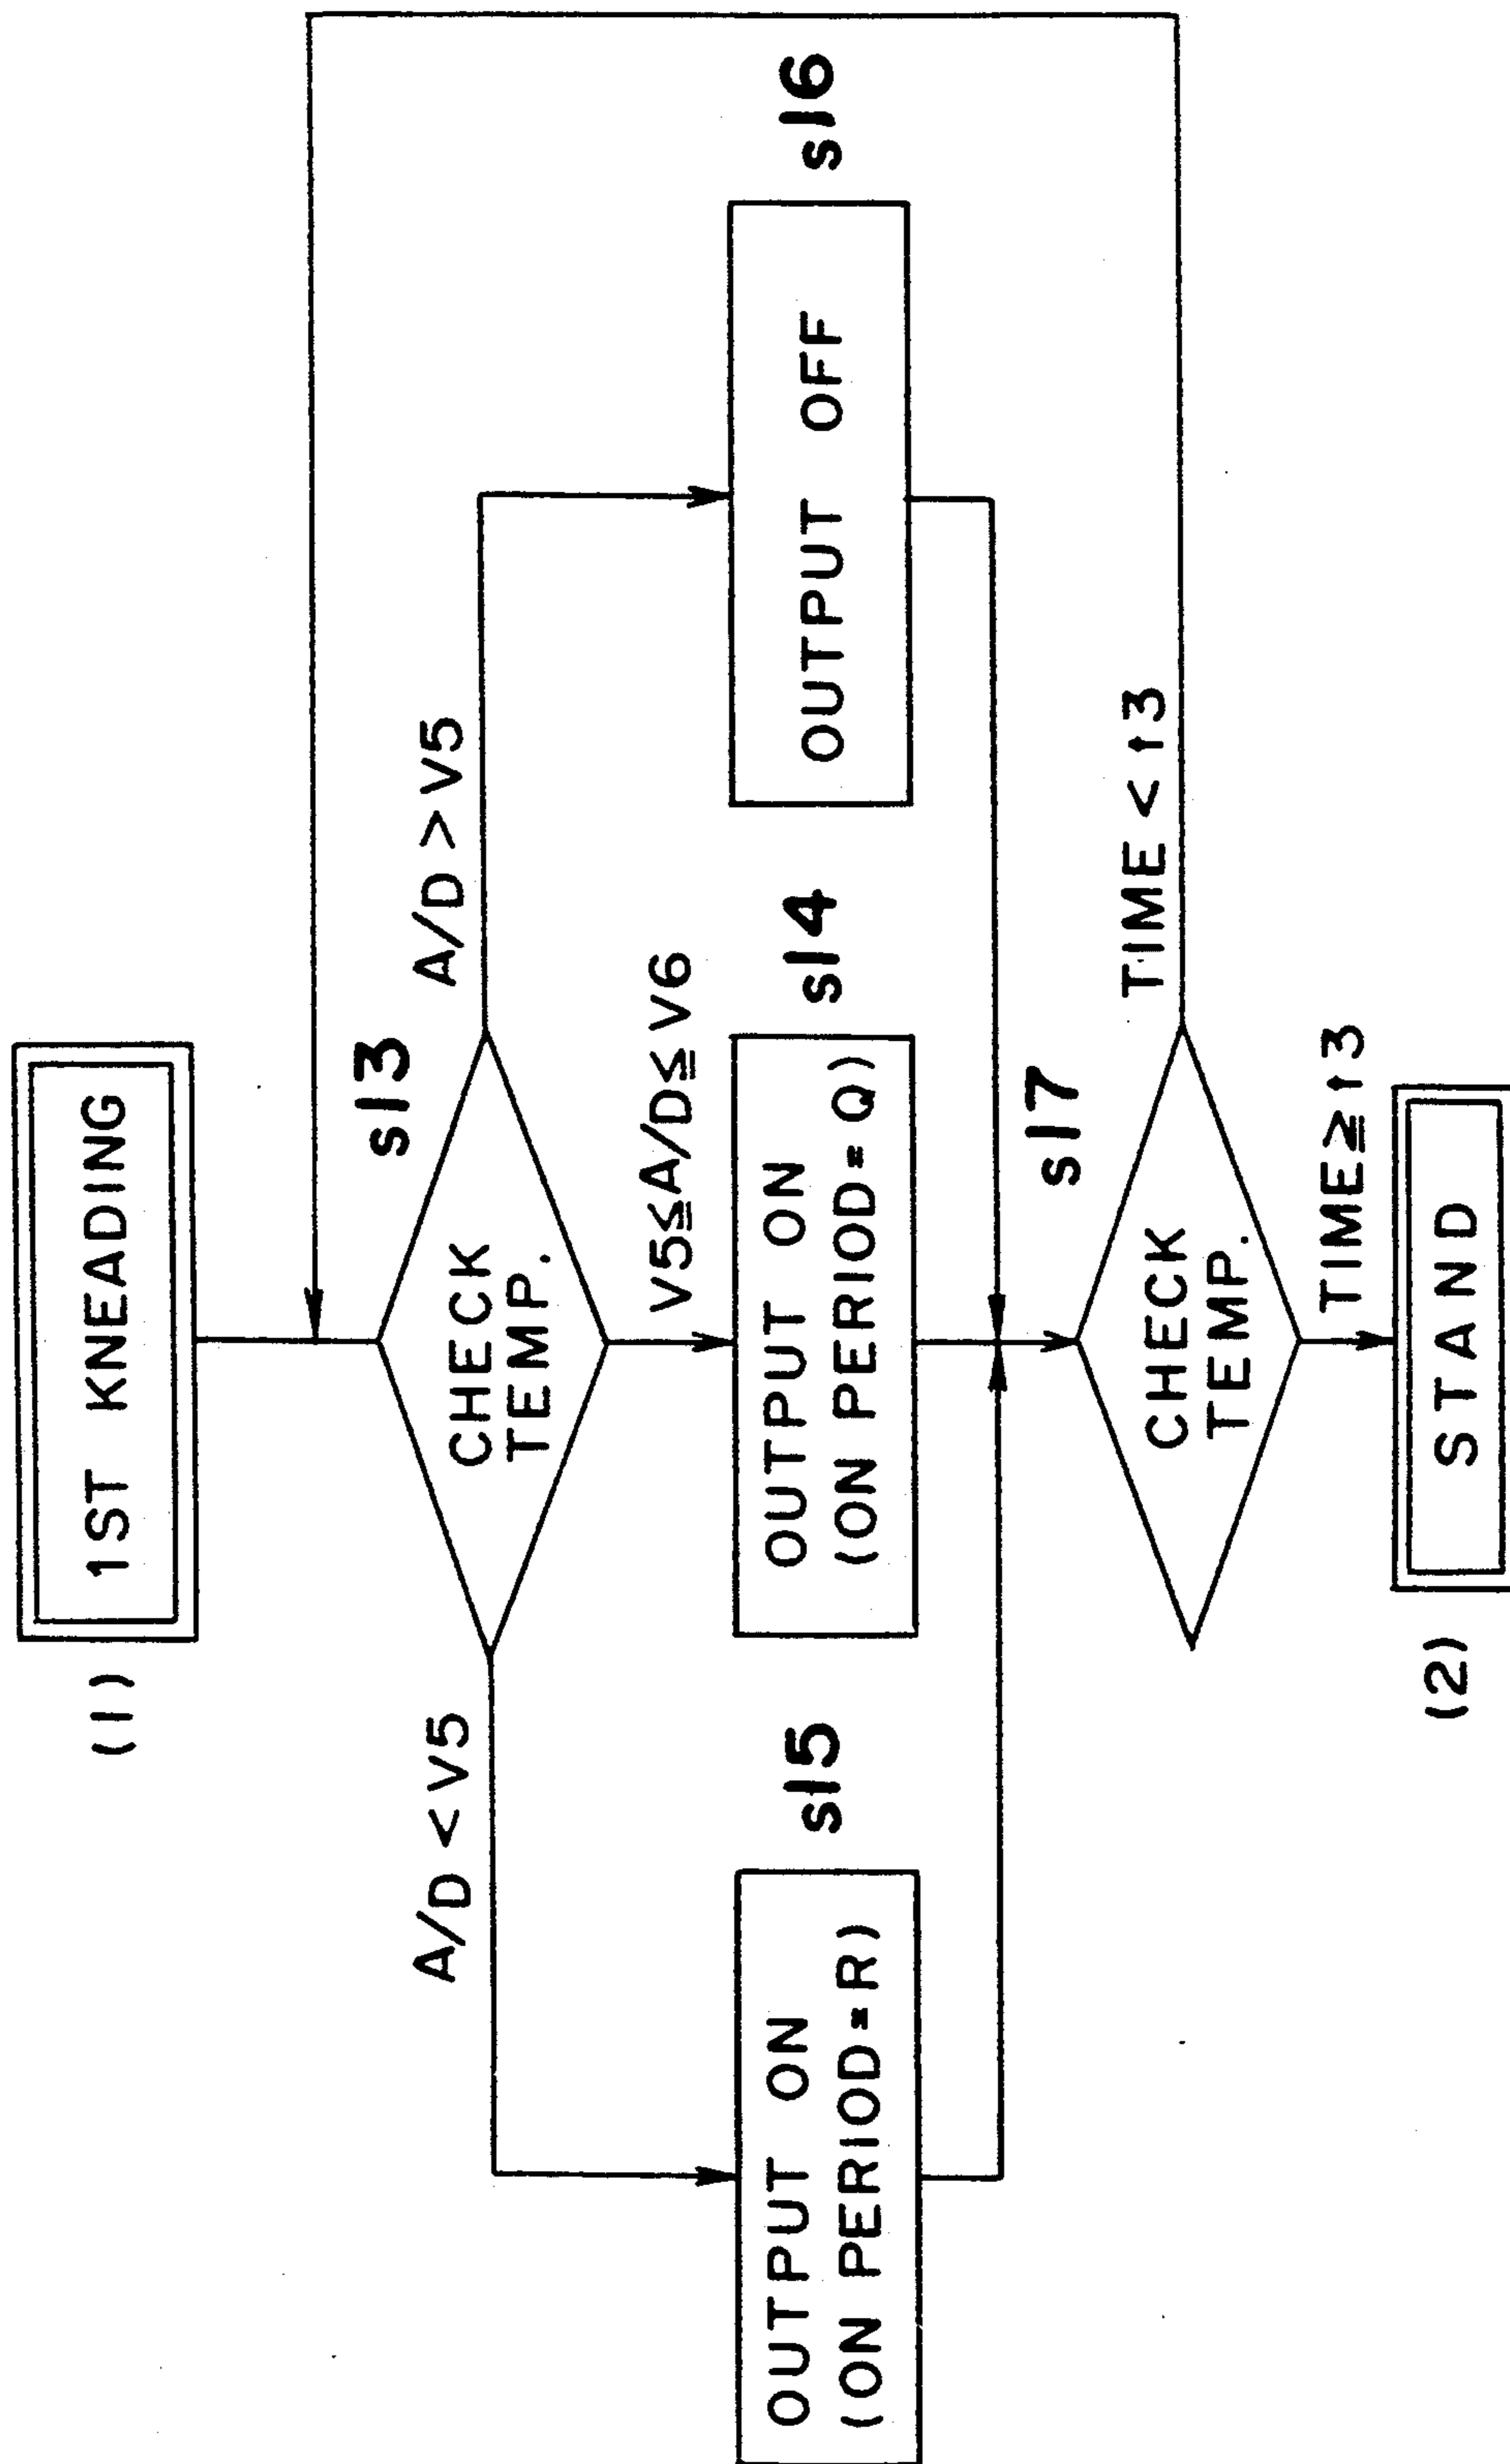 (1)
1ST KNEADING
s13
CHECK
TEMP.
A/D < V5
V5≦A/D≦V6
A/D > V5
s15
OUTPUT ON
(ON PERIOD=R)
s14
OUTPUT ON
(ON PERIOD=Q)
s16
OUTPUT OFF
s17
CHECK
TEMP.
TIME < t3
TIME≧t3
(2)
STAND